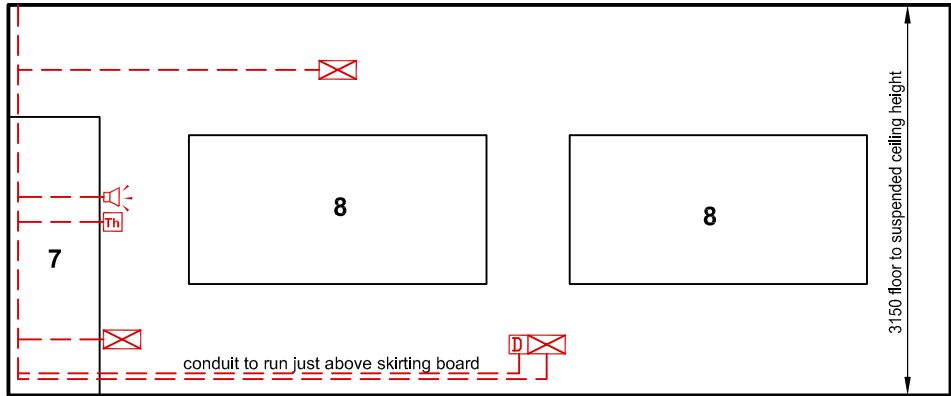 8
8
Th
7
3150 floor to suspended ceiling height
D
conduit to run just above skirting board